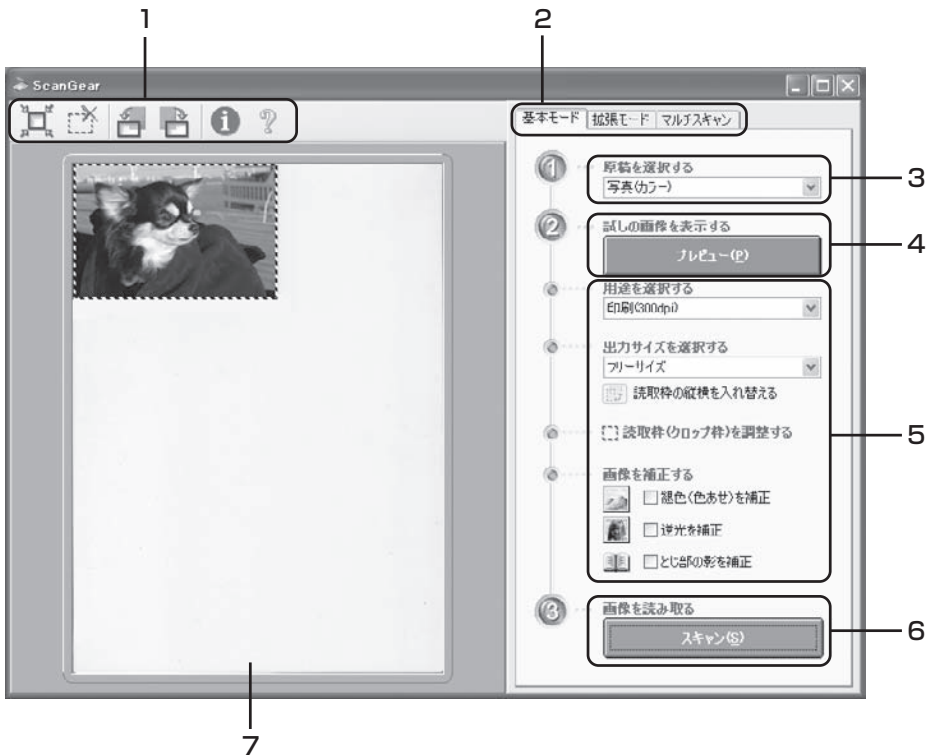 1
2
ScanGear
基本モード 拡張モード マルチスキャン
① 原稿を選択する
写真(カラー)
3
② 試しの画像を表示する
プレビュー(P)
4
用途を選択する
印刷(300dpi)
出力サイズを選択する
フリーサイズ
読取枠の縦横を入れ替える
読取枠(クロップ枠)を調整する
5
画像を補正する
褪色(色あせ)を補正
逆光を補正
とじ部の影を補正
③ 画像を読み取る
スキャン(S)
6
7